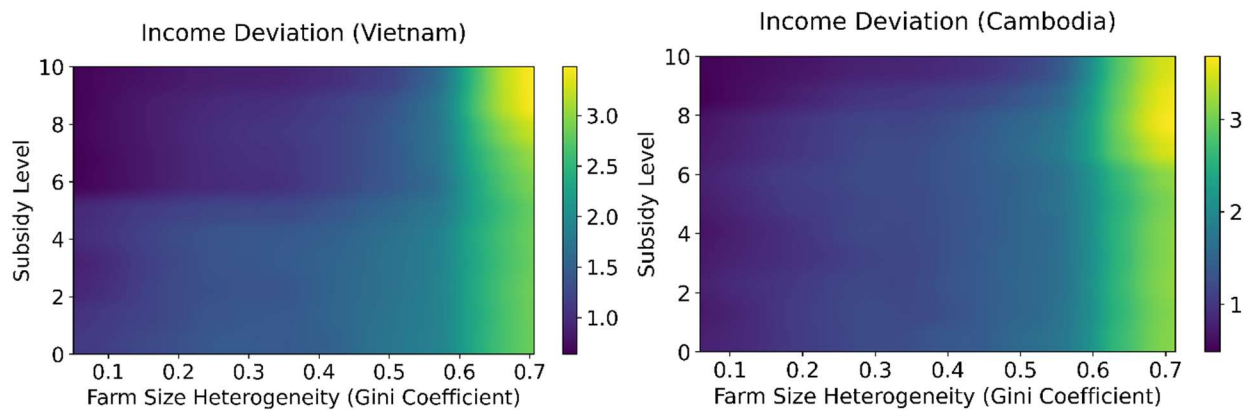 Income Deviation (Vietnam)
10
8
6
4
2
0
Subsidy Level
0.1 0.2 0.3 0.4 0.5 0.6 0.7
Farm Size Heterogeneity (Gini Coefficient)
3.0
2.5
2.0
1.5
1.0
Income Deviation (Cambodia)
10
8
6
4
2
0
Subsidy Level
0.1 0.2 0.3 0.4 0.5 0.6 0.7
Farm Size Heterogeneity (Gini Coefficient)
3
2
1